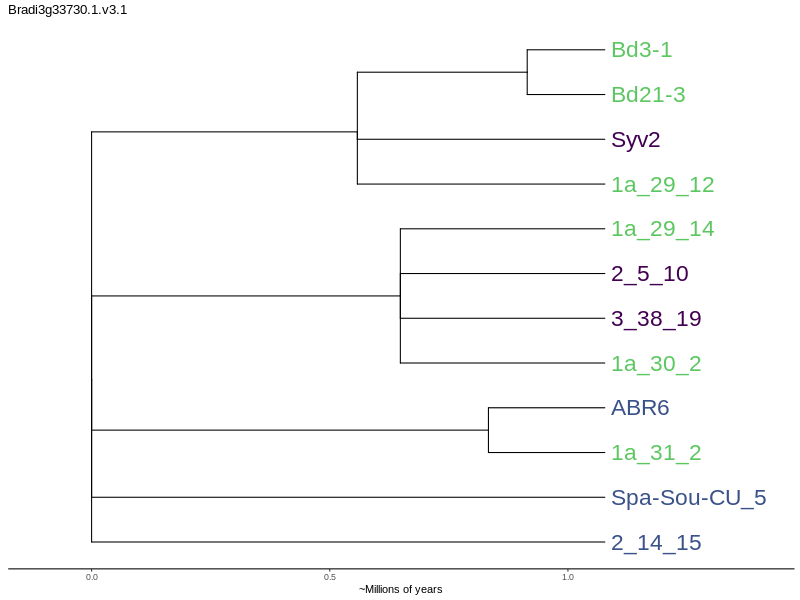 Bradi3g33730.1.v3.1
Bd3-1
Bd21-3
Syv2
1a_29_12
1a_29_14
2_5_10
3_38_19
1a_30_2
ABR6
1a_31_2
Spa-Sou-CU_5
2_14_15
0.0 0.5 1.0
~Millions of years